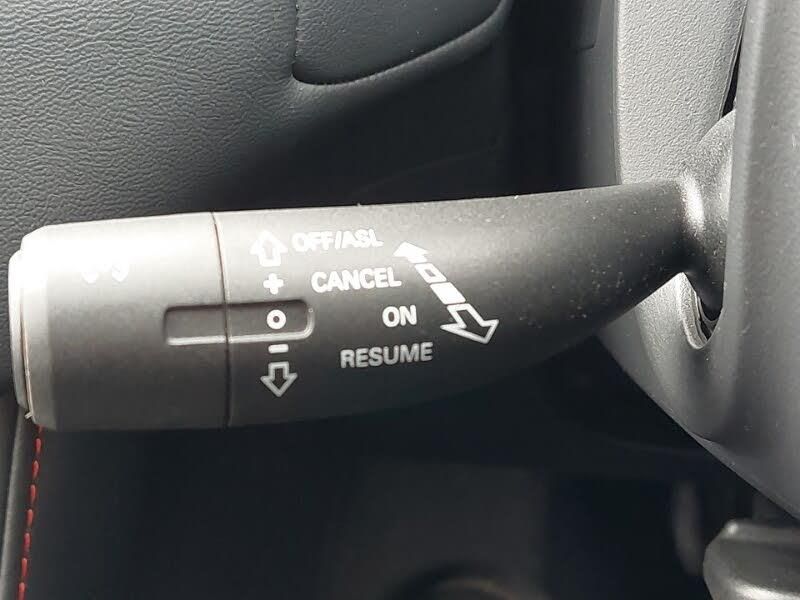 OFF/ASL
+ CANCEL
O ON
− RESUME